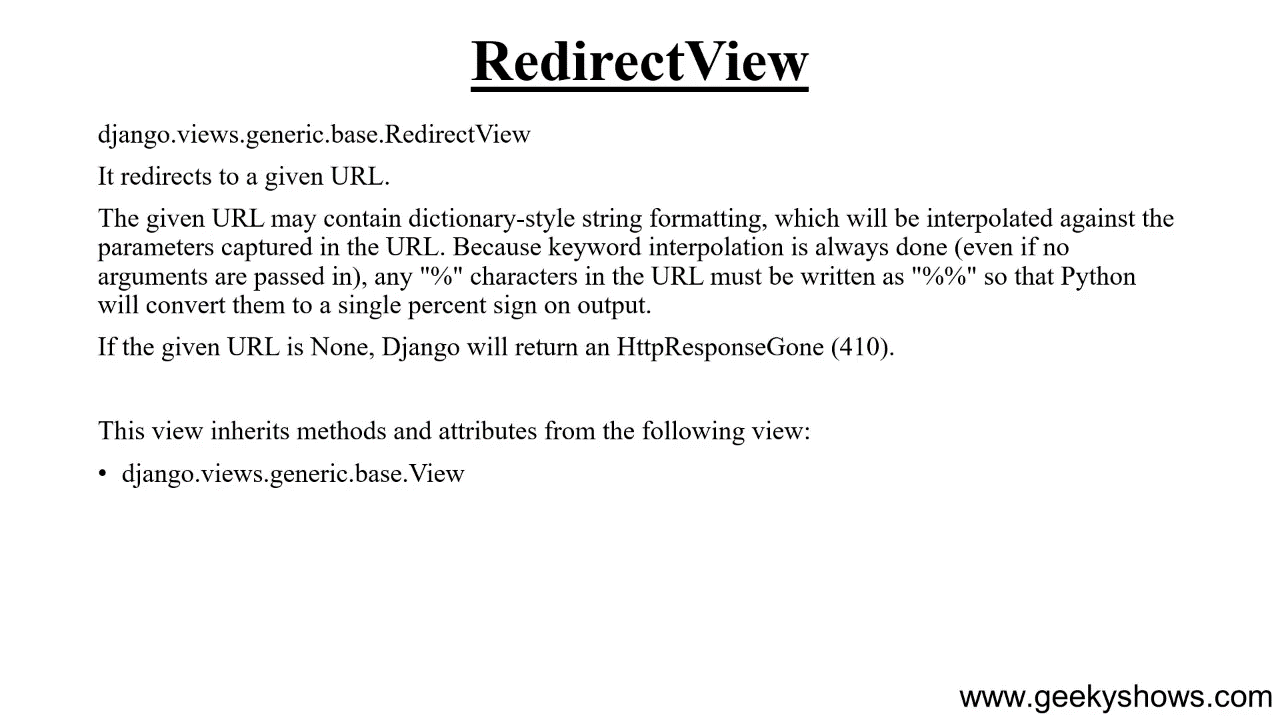 RedirectView
django.views.generic.base.RedirectView
It redirects to a given URL.
The given URL may contain dictionary-style string formatting, which will be interpolated against the
parameters captured in the URL. Because keyword interpolation is always done (even if no
arguments are passed in), any "%" characters in the URL must be written as "%%" so that Python
will convert them to a single percent sign on output.
If the given URL is None, Django will return an HttpResponseGone (410).
This view inherits methods and attributes from the following view:
• django.views.generic.base.View
www.geekyshows.com